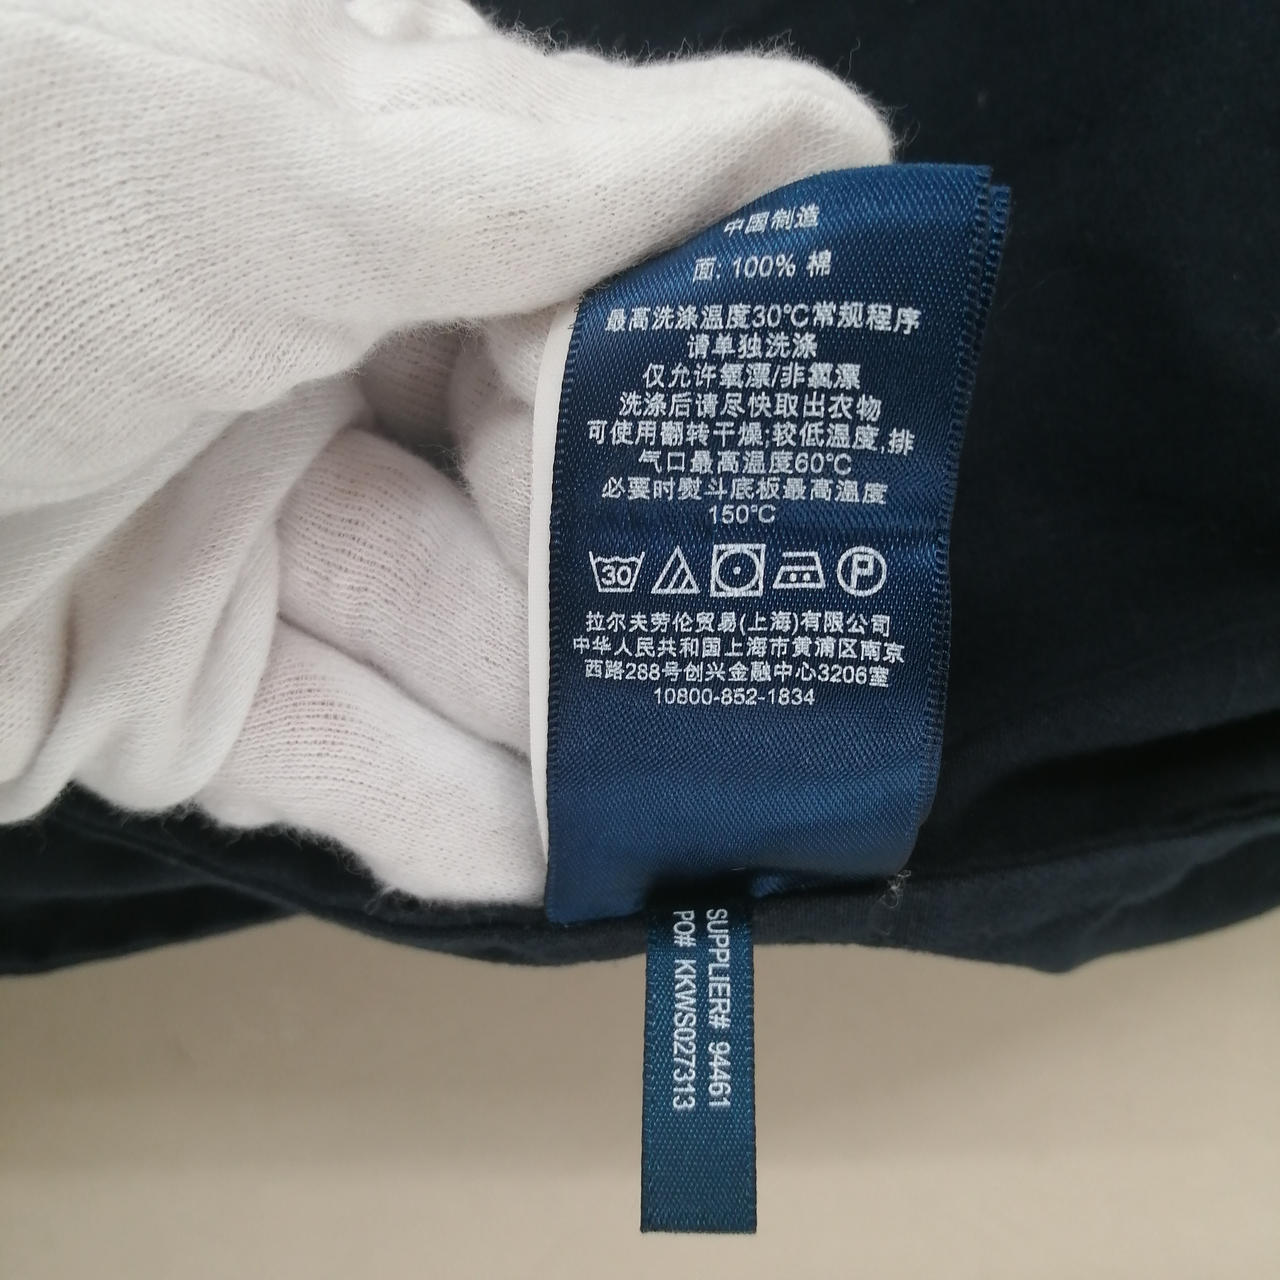 中国制造
面: 100% 棉
最高洗涤温度30℃常规程序
请单独洗涤
仅允许氧漂/非氯漂
洗涤后请尽快取出衣物
可使用翻转干燥;较低温度,排
气口最高温度60℃
必要时熨斗底板最高温度
150℃
30
P
拉尔夫劳伦贸易(上海)有限公司
中华人民共和国上海市黄浦区南京
西路288号创兴金融中心3206室
10800-852-1834
SUPPLIER# 94461
PO# KKWS027313